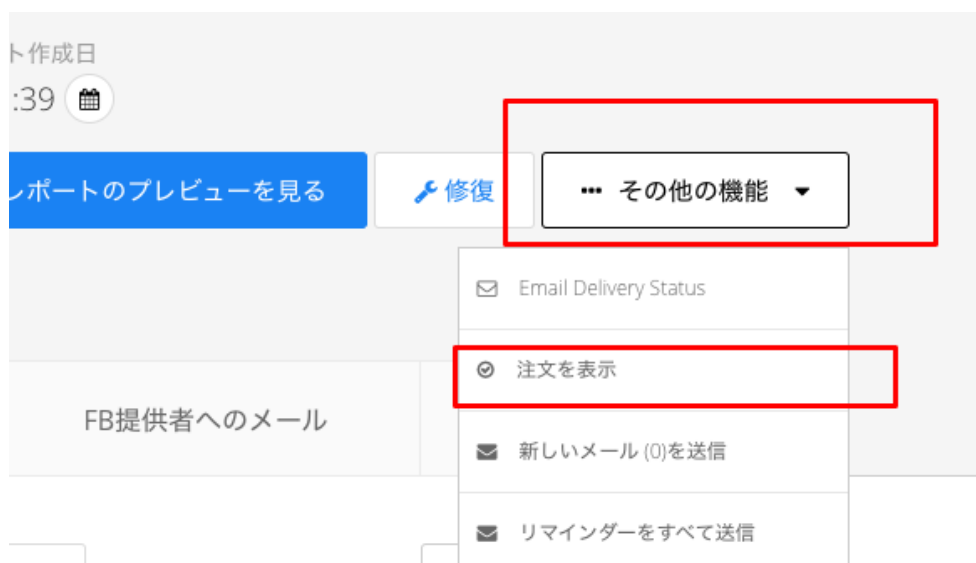 ト作成日
:39
レポートのプレビューを見る
修復
その他の機能
Email Delivery Status
注文を表示
FB提供者へのメール
新しいメール (0)を送信
リマインダーをすべて送信